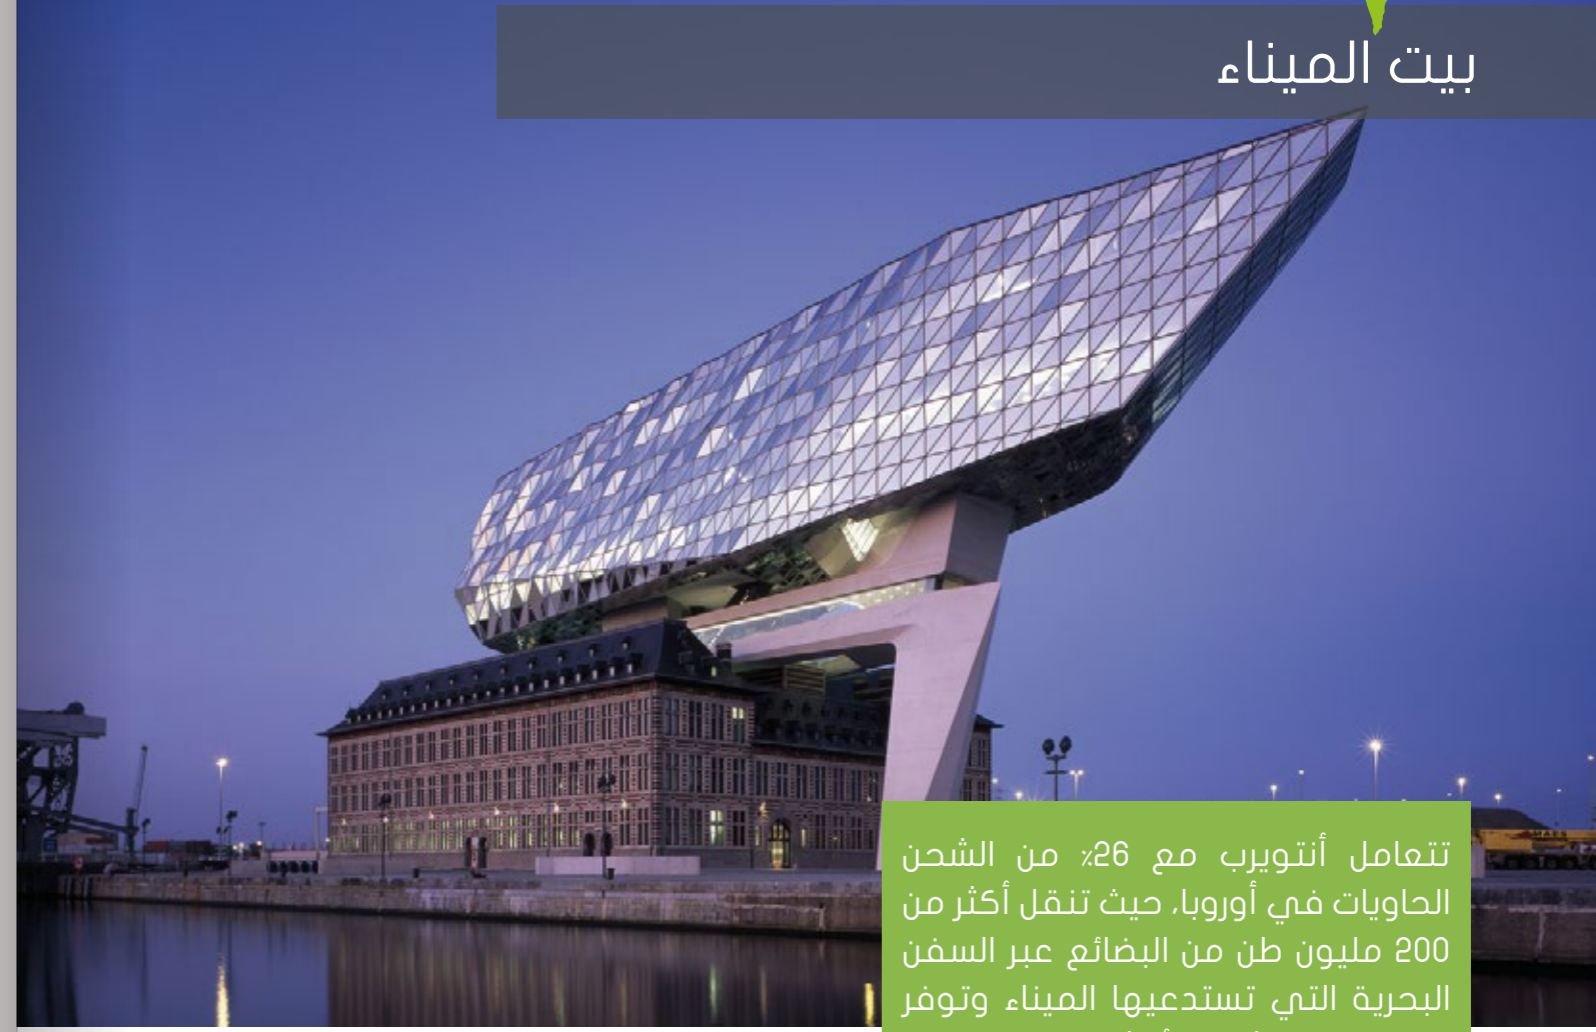 بيت الميناء
تتعامل أنتويرب مع 26٪ من الشحن
الحاويات في أوروبا، حيث تنقل أكثر من
200 مليون طن من البضائع عبر السفن
البحرية التي تستدعيها الميناء وتوفر